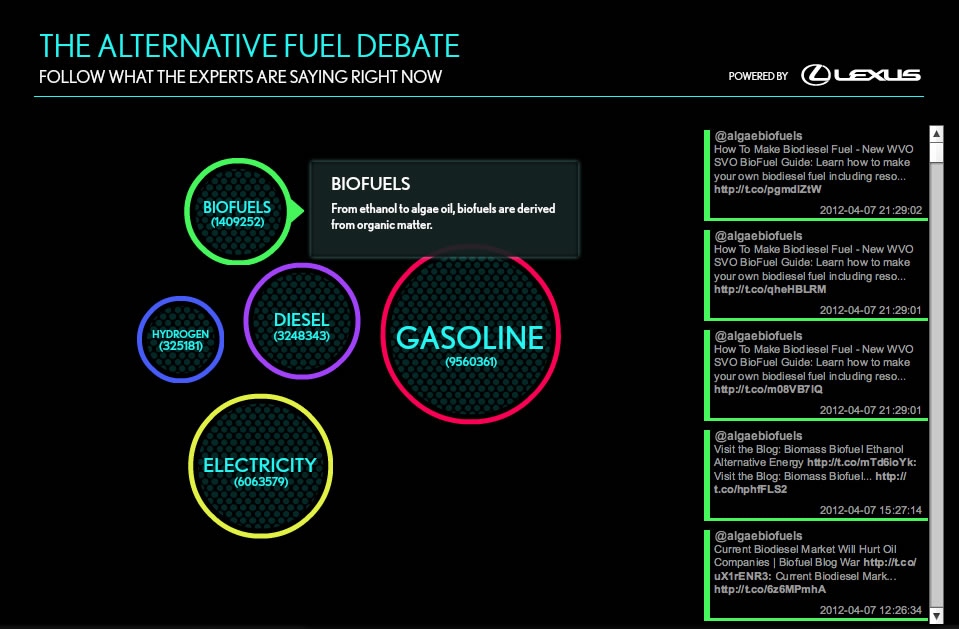 THE ALTERNATIVE FUEL DEBATE
FOLLOW WHAT THE EXPERTS ARE SAYING RIGHT NOW
POWERED BY LEXUS
BIOFUELS
(1409252)
BIOFUELS
From ethanol to algae oil, biofuels are derived
from organic matter.
HYDROGEN
(325181)
DIESEL
(3248343)
GASOLINE
(9560361)
ELECTRICITY
(6063579)
@algaebiofuels
How To Make Biodiesel Fuel - New WVO
SVO BioFuel Guide: Learn how to make
your own biodiesel fuel including reso...
http://t.co/pgmdIZtW
2012-04-07 21:29:02
@algaebiofuels
How To Make Biodiesel Fuel - New WVO
SVO BioFuel Guide: Learn how to make
your own biodiesel fuel including reso...
http://t.co/qheHBLRM
2012-04-07 21:29:01
@algaebiofuels
How To Make Biodiesel Fuel - New WVO
SVO BioFuel Guide: Learn how to make
your own biodiesel fuel including reso...
http://t.co/m08VB7lQ
2012-04-07 21:29:01
@algaebiofuels
Visit the Blog: Biomass Biofuel Ethanol
Alternative Energy http://t.co/mTd6loYk:
Visit the Blog: Biomass Biofuel... http://
t.co/hphfFLS2
2012-04-07 15:27:14
@algaebiofuels
Current Biodiesel Market Will Hurt Oil
Companies | Biofuel Blog War http://t.co/
uX1rENR3: Current Biodiesel Mark...
http://t.co/6z6MPmhA
2012-04-07 12:26:34